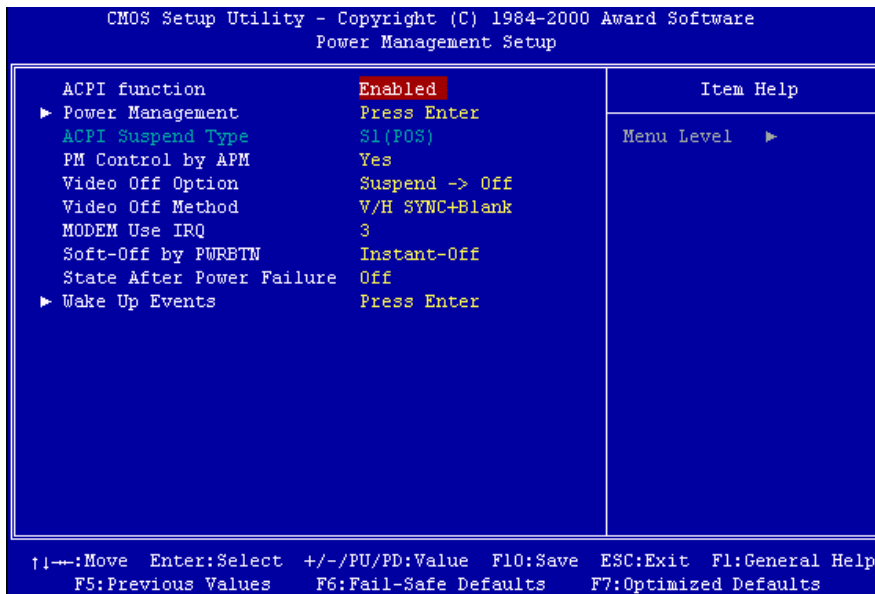 CMOS Setup Utility - Copyright (C) 1984-2000 Award Software
Power Management Setup
ACPI function Enabled
► Power Management Press Enter
ACPI Suspend Type S1(POS)
PM Control by APM Yes
Video Off Option Suspend -> Off
Video Off Method V/H SYNC+Blank
MODEM Use IRQ 3
Soft-Off by PWRBTN Instant-Off
State After Power Failure Off
► Wake Up Events Press Enter
Item Help
Menu Level ►
↑↓→←:Move Enter:Select +/-/PU/PD:Value F10:Save ESC:Exit F1:General Help
F5:Previous Values F6:Fail-Safe Defaults F7:Optimized Defaults